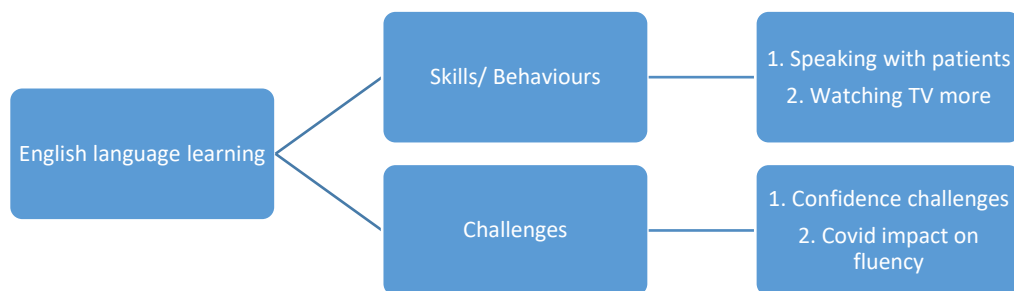 English language learning
Skills/ Behaviours
1. Speaking with patients
2. Watching TV more
Challenges
1. Confidence challenges
2. Covid impact on
fluency